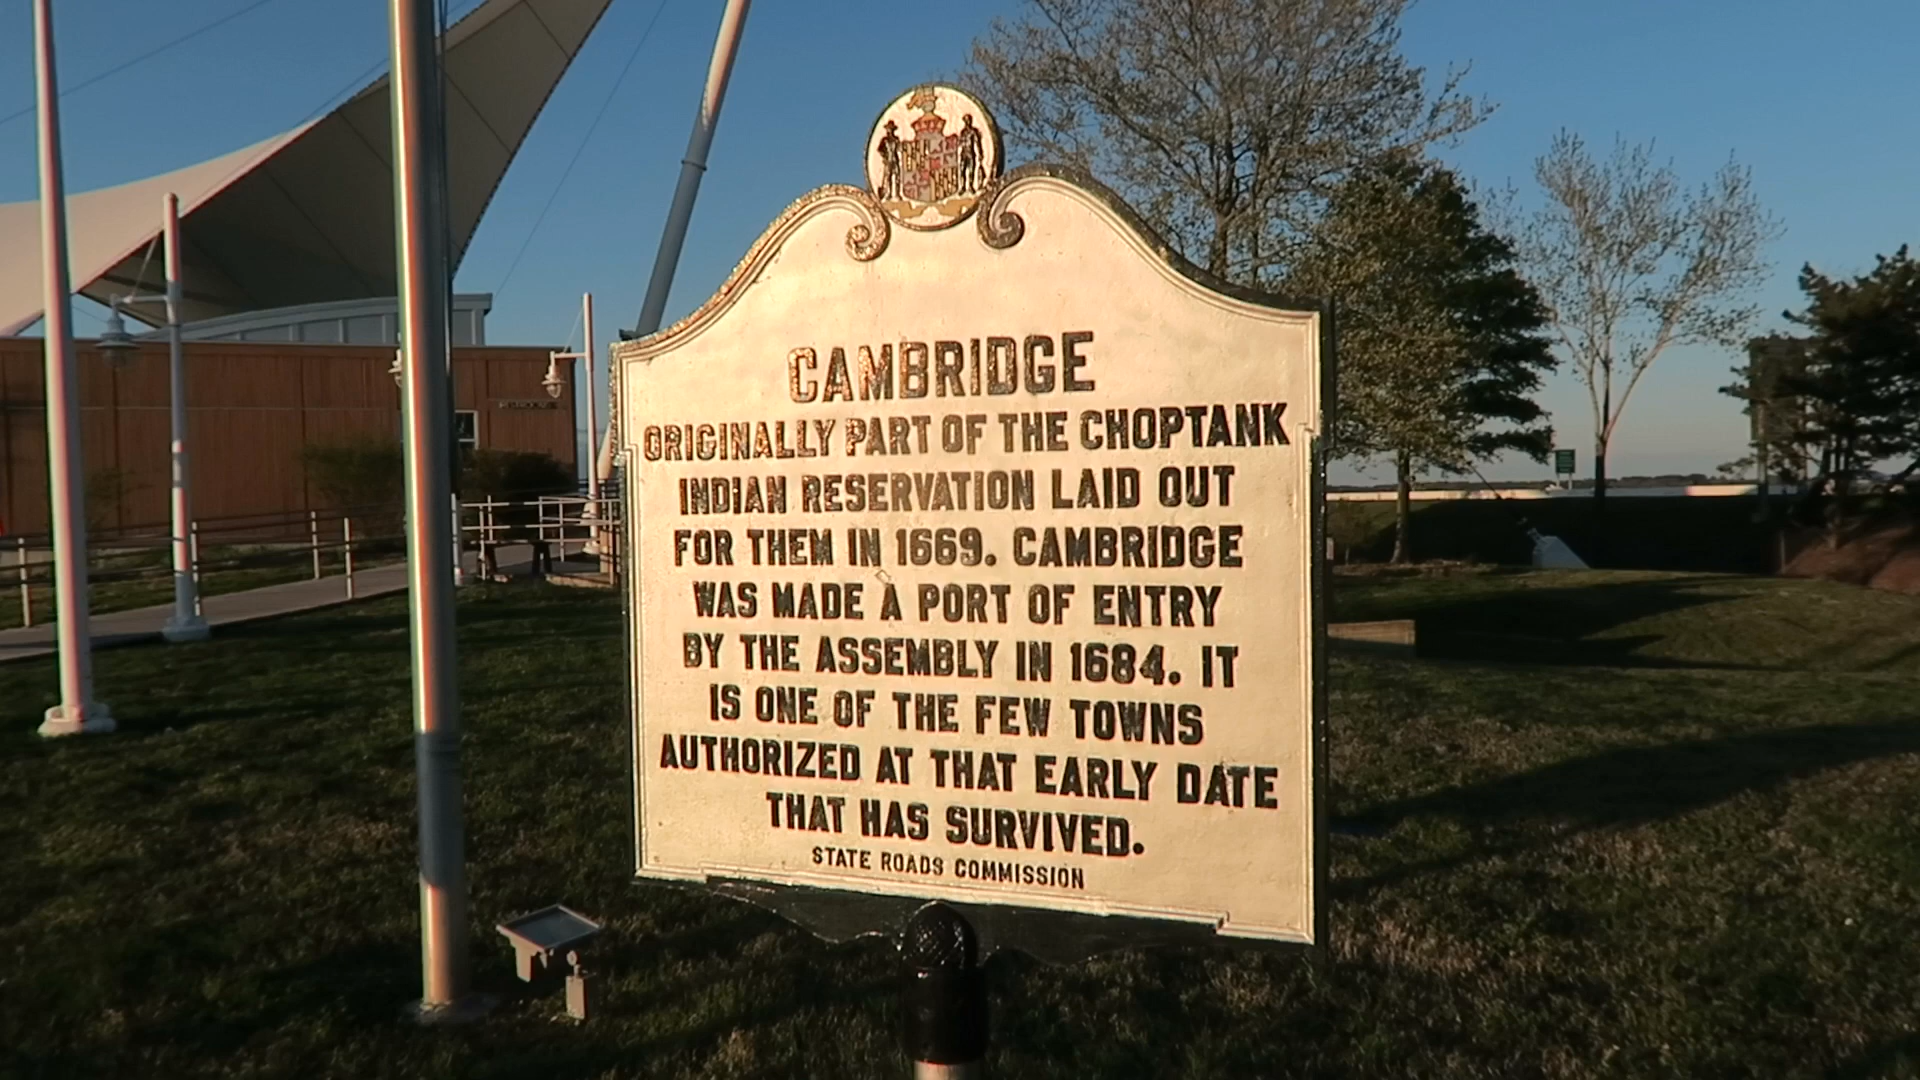 CAMBRIDGE
ORIGINALLY PART OF THE CHOPTANK
INDIAN RESERVATION LAID OUT
FOR THEM IN 1669. CAMBRIDGE
WAS MADE A PORT OF ENTRY
BY THE ASSEMBLY IN 1684. IT
IS ONE OF THE FEW TOWNS
AUTHORIZED AT THAT EARLY DATE
THAT HAS SURVIVED.
STATE ROADS COMMISSION